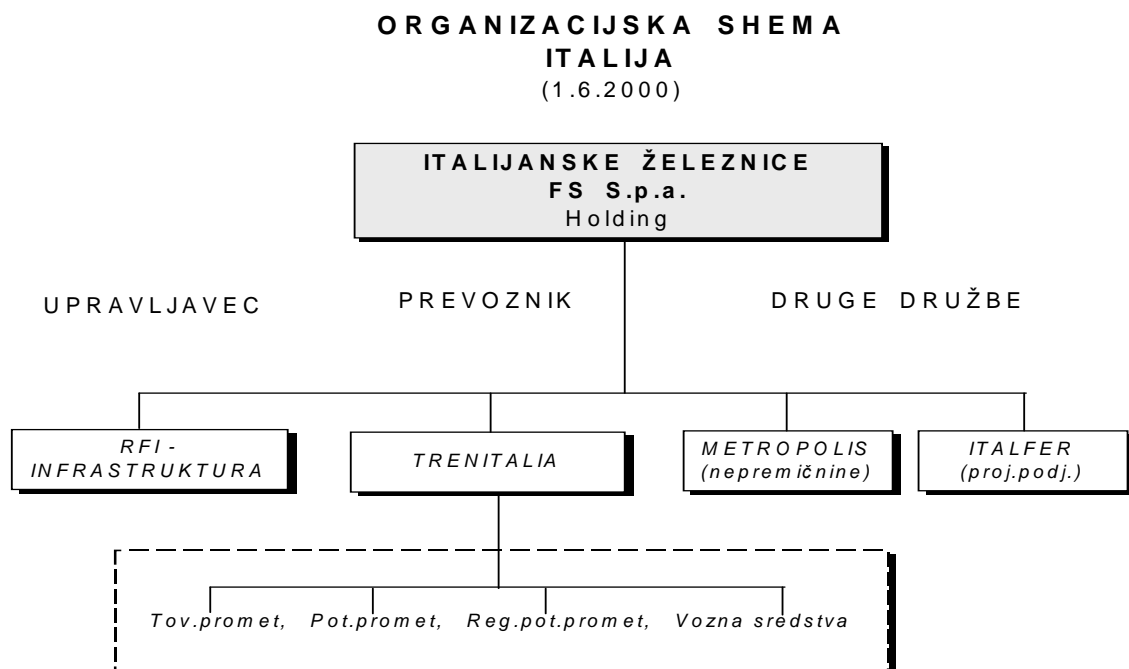 ORGANIZACIJSKA SHEMA
ITALIJA
(1.6.2000)
ITALIJANSKE ŽELEZNICE
FS S.p.a.
Holding
UPRAVLJAVEC
PREVOZNIK
DRUGE DRUŽBE
RFI -
INFRASTRUKTURA
TRENITALIA
METROPOLIS
(nepremičnine)
ITALFER
(proj.podj.)
Tov.promet, Pot.promet, Reg.pot.promet, Vozna sredstva